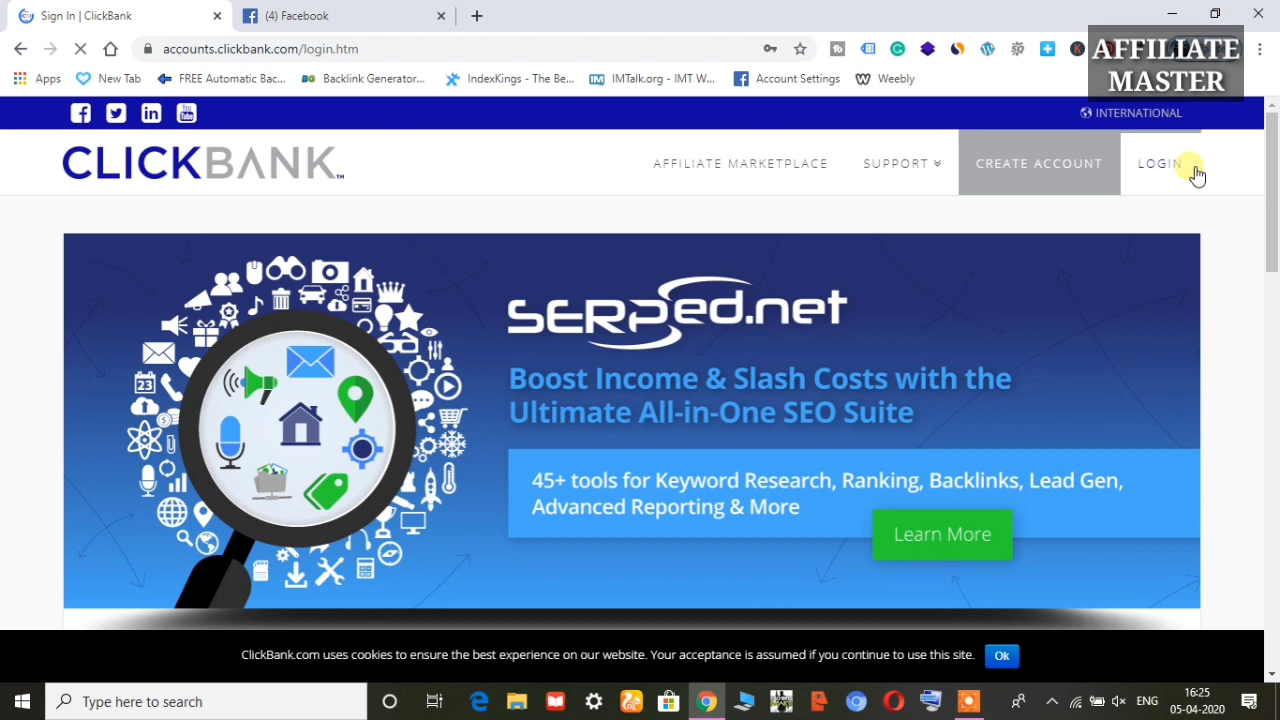 Sign In | ClickBank
(4) Facebook
accounts.clickbank.com/login.htm
AFFILIATE
MASTER
Apps
New Tab
FREE Automatic Bac...
Backlink Generator...
IndexKings - The Be...
IMTalk.org - IMT W...
Account Settings
Weebly
INTERNATIONAL
CLICKBANK™
AFFILIATE MARKETPLACE
SUPPORT
CREATE ACCOUNT
LOGIN
SERPed.net
Boost Income & Slash Costs with the
Ultimate All-in-One SEO Suite
45+ tools for Keyword Research, Ranking, Backlinks, Lead Gen,
Advanced Reporting & More
Learn More
23
ClickBank.com uses cookies to ensure the best experience on our website. Your acceptance is assumed if you continue to use this site.
Ok
Type here to search
ENG
16:25
05-04-2020